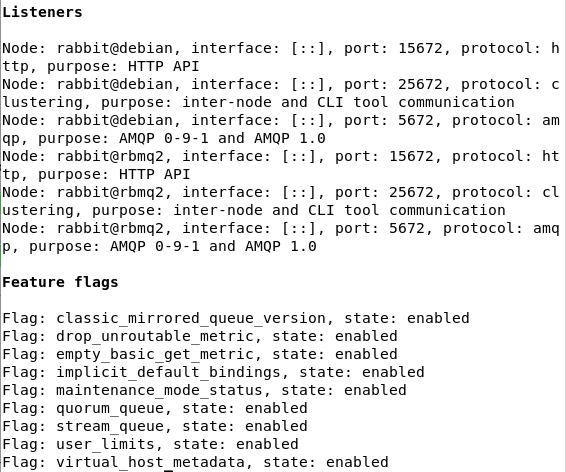 Listeners
Node: rabbit@debian, interface: [::], port: 15672, protocol: h
ttp, purpose: HTTP API
Node: rabbit@debian, interface: [::], port: 25672, protocol: c
lustering, purpose: inter-node and CLI tool communication
Node: rabbit@debian, interface: [::], port: 5672, protocol: am
qp, purpose: AMQP 0-9-1 and AMQP 1.0
Node: rabbit@rbmq2, interface: [::], port: 15672, protocol: ht
tp, purpose: HTTP API
Node: rabbit@rbmq2, interface: [::], port: 25672, protocol: cl
ustering, purpose: inter-node and CLI tool communication
Node: rabbit@rbmq2, interface: [::], port: 5672, protocol: amq
p, purpose: AMQP 0-9-1 and AMQP 1.0
Feature flags
Flag: classic_mirrored_queue_version, state: enabled
Flag: drop_unroutable_metric, state: enabled
Flag: empty_basic_get_metric, state: enabled
Flag: implicit_default_bindings, state: enabled
Flag: maintenance_mode_status, state: enabled
Flag: quorum_queue, state: enabled
Flag: stream_queue, state: enabled
Flag: user_limits, state: enabled
Flag: virtual_host_metadata, state: enabled